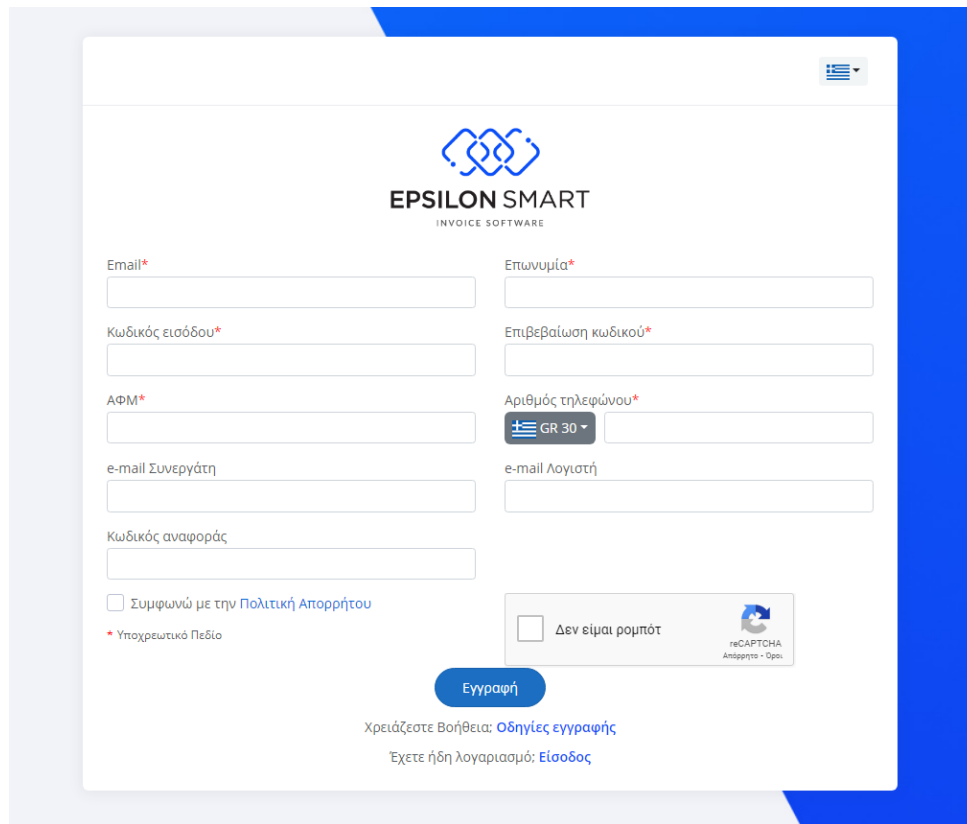 EPSILON SMART
INVOICE SOFTWARE
Email*
Επωνυμία*
Κωδικός εισόδου*
Επιβεβαίωση κωδικού*
ΑΦΜ*
Αριθμός τηλεφώνου*
GR 30
e-mail Συνεργάτη
e-mail Λογιστή
Κωδικός αναφοράς
Συμφωνώ με την Πολιτική Απορρήτου
* Υποχρεωτικό Πεδίο
Δεν είμαι ρομπότ
reCAPTCHA
Απόρρητο - Όροι
Εγγραφή
Χρειάζεστε Βοήθεια; Οδηγίες εγγραφής
Έχετε ήδη λογαριασμό; Είσοδος